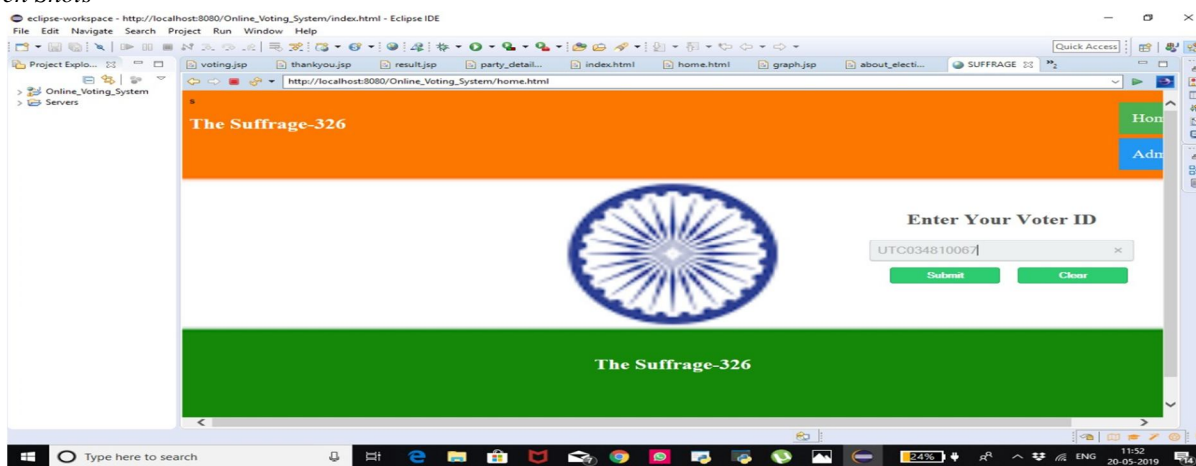 een Shots
eclipse-workspace - http://localhost:8080/Online_Voting_System/index.html - Eclipse IDE
File Edit Navigate Search Project Run Window Help
Quick Access
Project Explo...
voting.jsp thankyou.jsp result.jsp party_detail... index.html home.html graph.jsp about_electi... SUFFRAGE
http://localhost:8080/Online_Voting_System/home.html
Online_Voting_System
Servers
s
The Suffrage-326
Hom
Adn
Enter Your Voter ID
UTC034810067
Submit Clear
The Suffrage-326
Type here to search
24%
ENG
11:52
20-05-2019